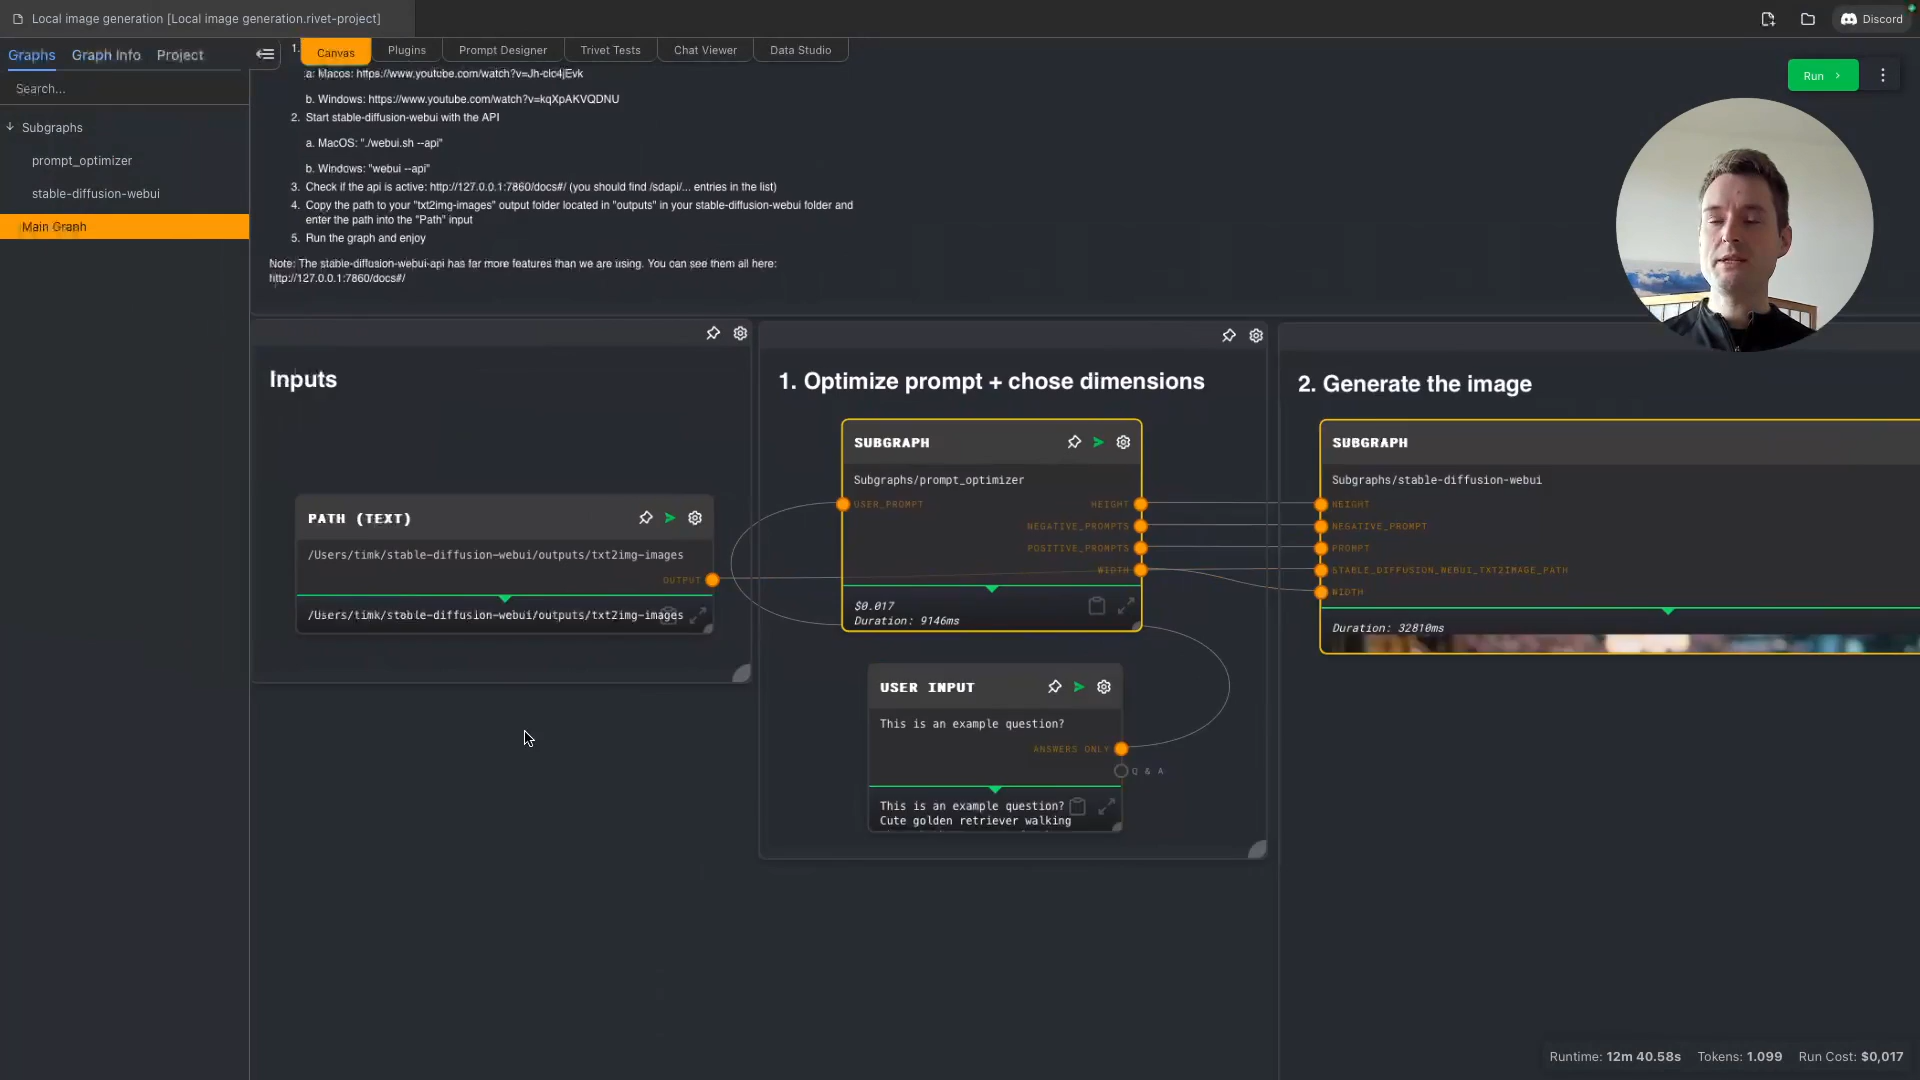 Local image generation [Local image generation.rivet-project]
Discord
Graphs
Graph Info
Project
Canvas
Plugins
Prompt Designer
Trivet Tests
Chat Viewer
Data Studio
Run
Search...
Subgraphs
prompt_optimizer
stable-diffusion-webui
Main Graph
1.
b. Windows: https://www.youtube.com/watch?v=kqXpAKVQDNU
2. Start stable-diffusion-webui with the API
a. MacOS: "./webui.sh --api"
b. Windows: "webui --api"
3. Check if the api is active: http://127.0.0.1:7860/docs#/ (you should find /sdapi/... entries in the list)
4. Copy the path to your "txt2img-images" output folder located in "outputs" in your stable-diffusion-webui folder and
enter the path into the "Path" input
5. Run the graph and enjoy
Note: The stable-diffusion-webui-api has far more features than we are using. You can see them all here:
http://127.0.0.1:7860/docs#/
Inputs
PATH (TEXT)
/Users/timk/stable-diffusion-webui/outputs/txt2img-images
OUTPUT
/Users/timk/stable-diffusion-webui/outputs/txt2img-images
1. Optimize prompt + chose dimensions
SUBGRAPH
Subgraphs/prompt_optimizer
USER_PROMPT
HEIGHT
NEGATIVE_PROMPTS
POSITIVE_PROMPTS
WIDTH
$0.017
Duration: 9146ms
USER INPUT
This is an example question?
ANSWERS ONLY
Q & A
This is an example question?
Cute golden retriever walking
2. Generate the image
SUBGRAPH
Subgraphs/stable-diffusion-webui
HEIGHT
NEGATIVE_PROMPT
PROMPT
STABLE_DIFFUSION_WEBUI_TXT2IMAGE_PATH
WIDTH
Duration: 32810ms
Runtime: 12m 40.58s
Tokens: 1.099
Run Cost: $0,017